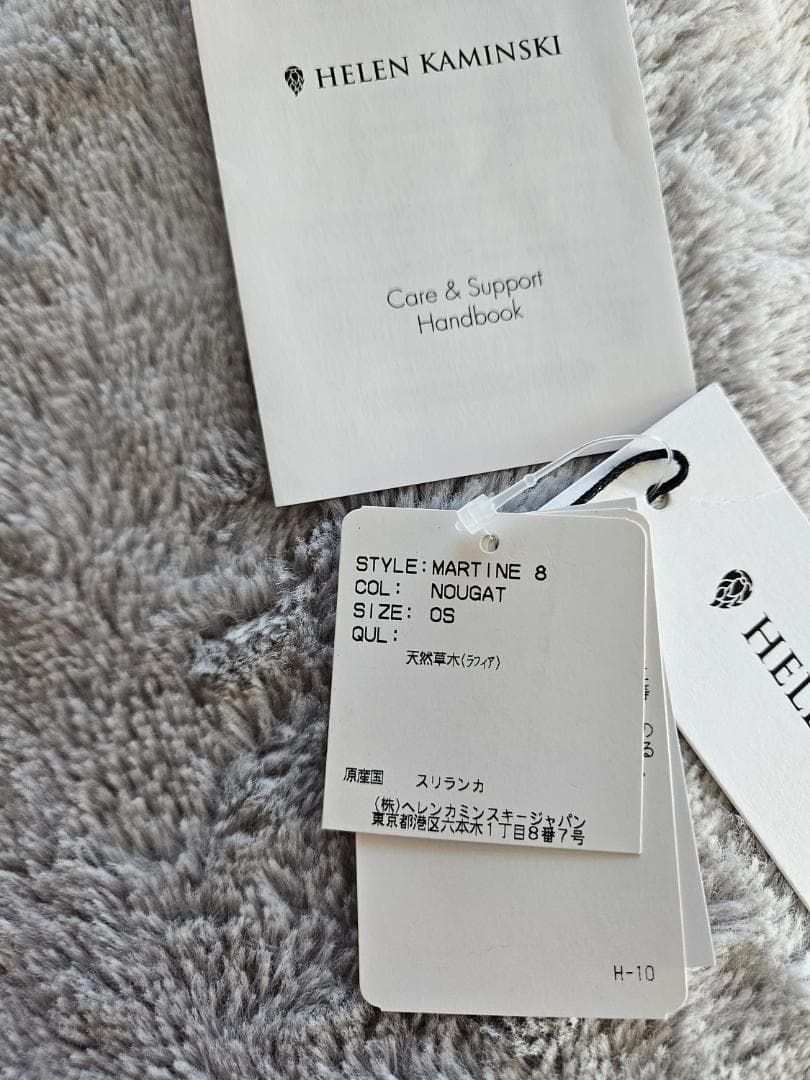 HELEN KAMINSKI
Care & Support
Handbook
STYLE:MARTINE 8
COL: NOUGAT
SIZE: OS
QUL:
天然草木(ラフィア)
原産国 スリランカ
(株)ヘレンカミンスキージャパン
東京都港区六本木1丁目8番7号
H-10
HEL